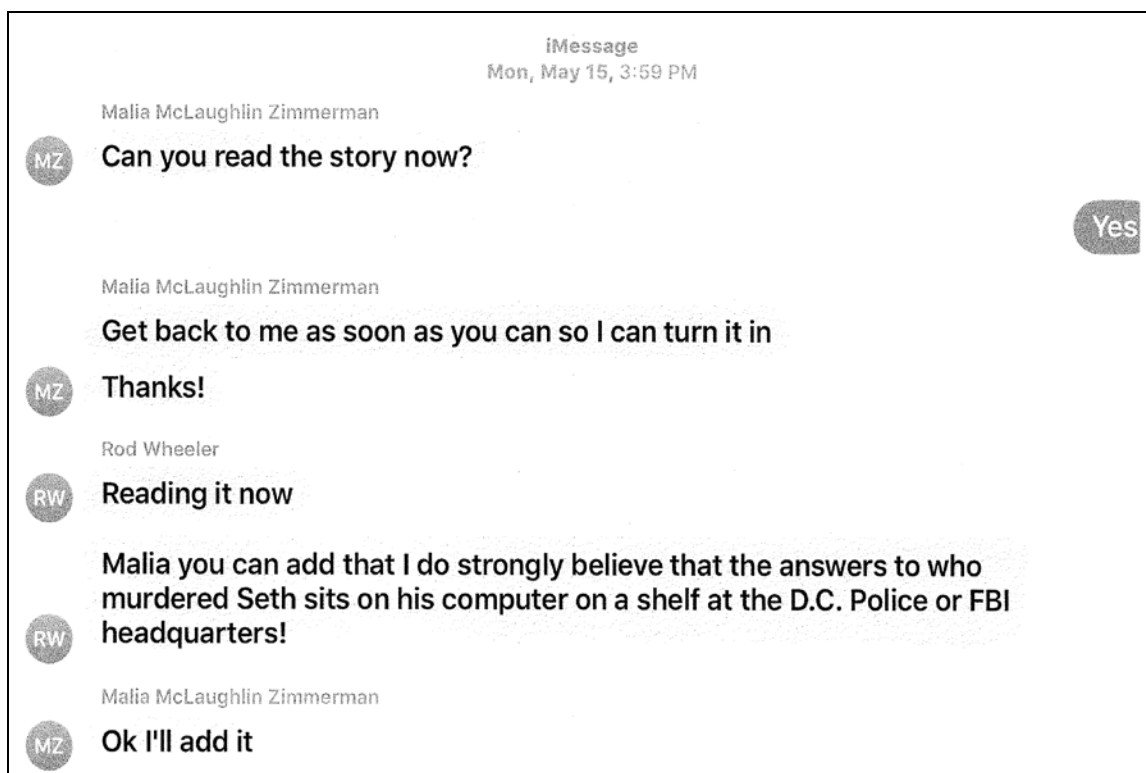 iMessage
Mon, May 15, 3:59 PM
Malia McLaughlin Zimmerman
MZ
Can you read the story now?
Yes
Malia McLaughlin Zimmerman
Get back to me as soon as you can so I can turn it in
MZ
Thanks!
Rod Wheeler
RW
Reading it now
Malia you can add that I do strongly believe that the answers to who
murdered Seth sits on his computer on a shelf at the D.C. Police or FBI
RW
headquarters!
Malia McLaughlin Zimmerman
MZ
Ok I'll add it